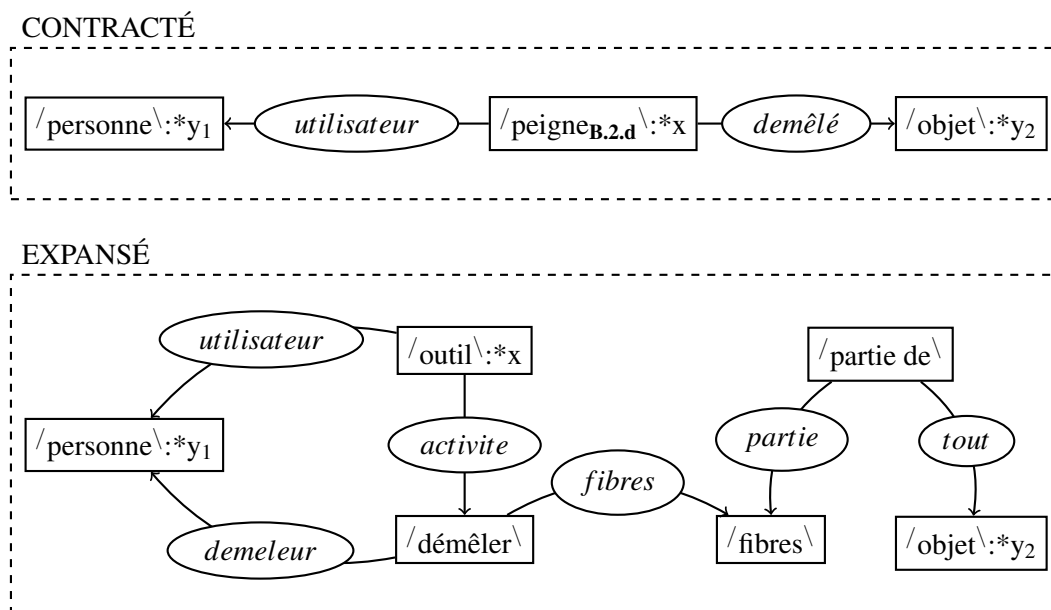 CONTRACTÉ
/personne\:*y1 utilisateur /peigneB.2.d\:*x demêlé /objet\:*y2
EXPANSÉ
utilisateur /outil\:*x /partie de\
/personne\:*y1 activite partie tout
fibres
demeleur /démêler\ /fibres\ /objet\:*y2